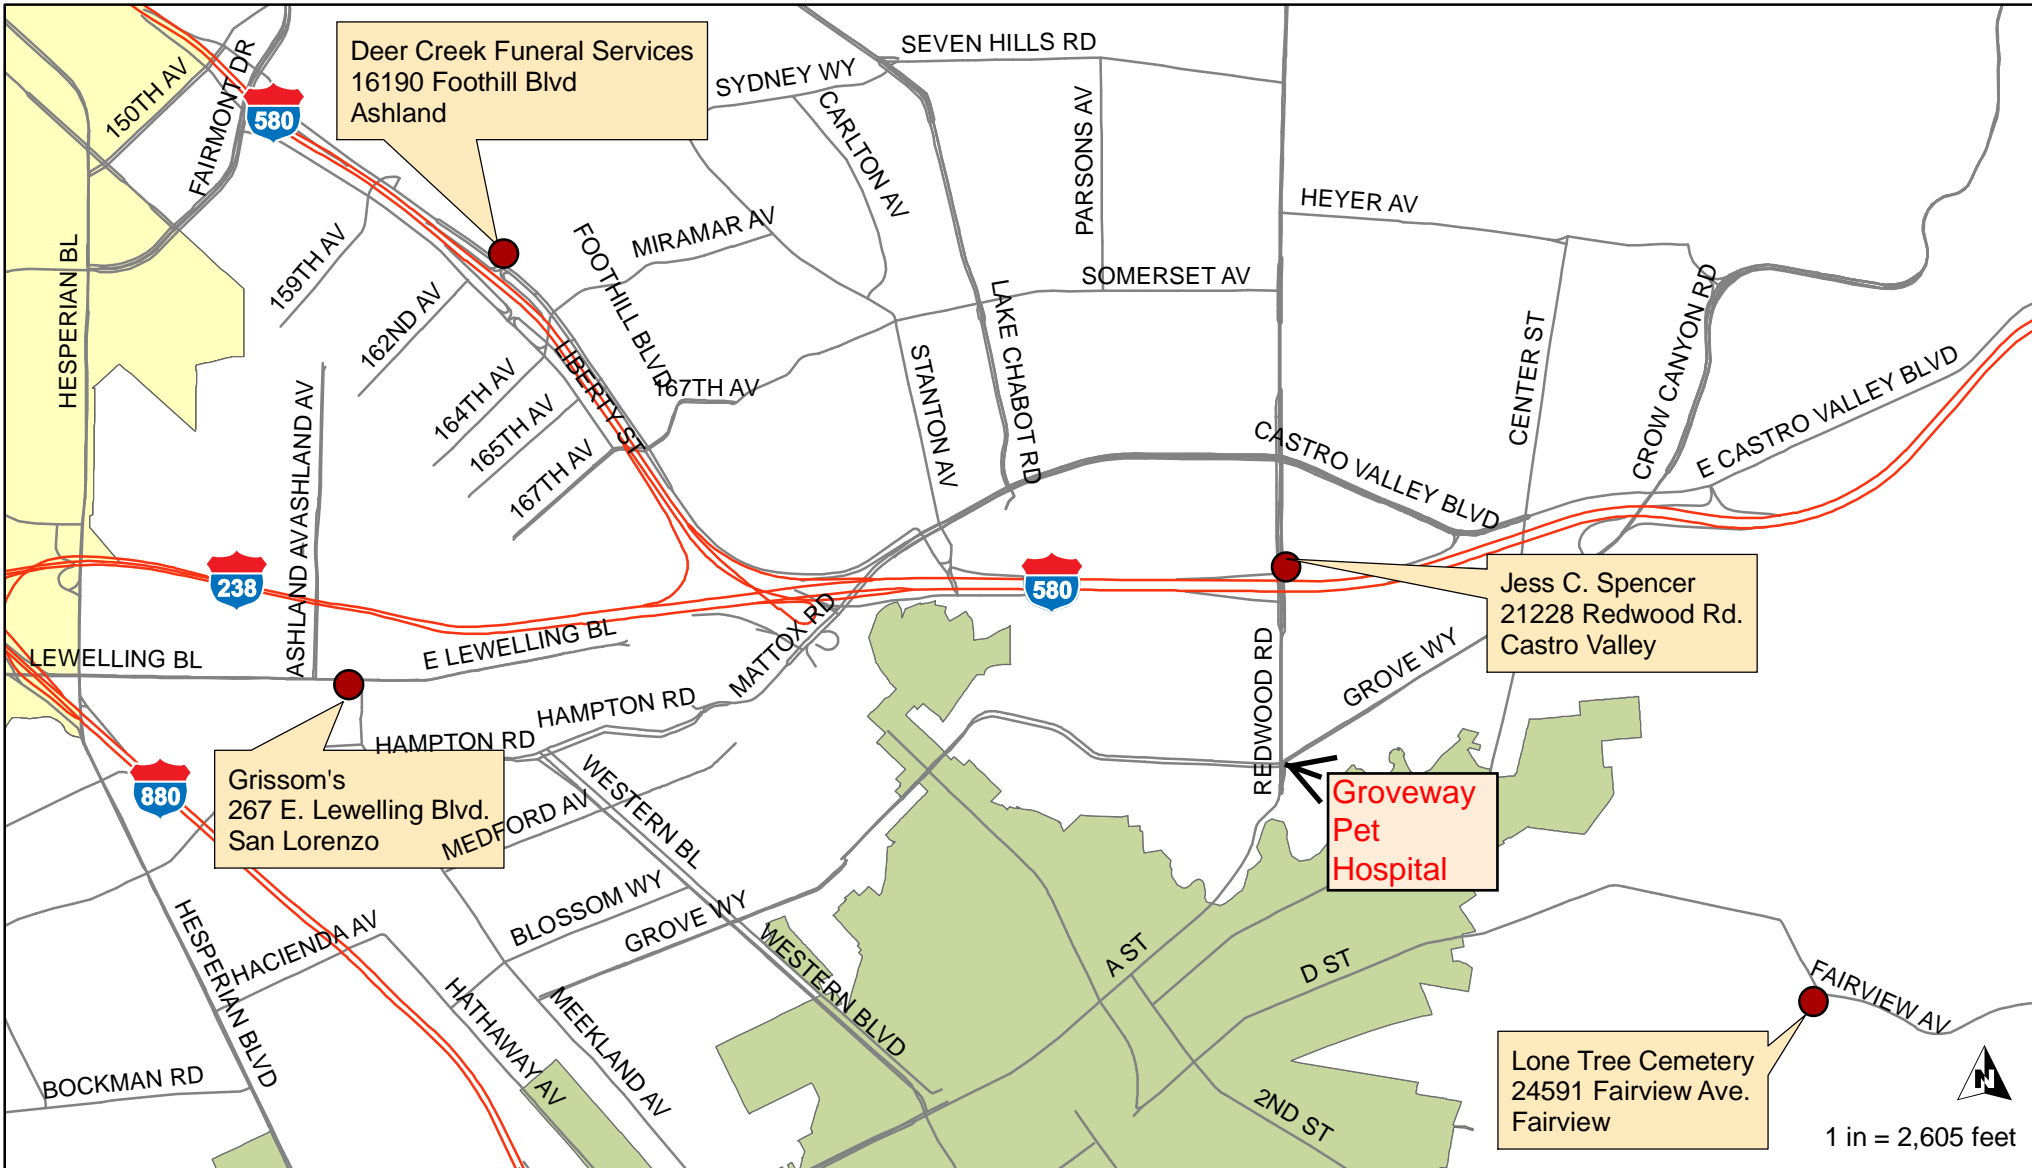 Deer Creek Funeral Services
16190 Foothill Blvd
Ashland
SEVEN HILLS RD
SYDNEY WY
150TH AV
FAIRMONT DR
580
CARLTON AV
PARSONS AV
HEYER AV
MIRAMAR AV
159TH AV
FOOTHILL BLVD
HESPERIAN BL
SOMERSET AV
162ND AV
LAKE CHABOT RD
CROW CANYON RD
CENTER ST
LIBERTY ST
164TH AV
167TH AV
STANTON AV
E CASTRO VALLEY BLVD
165TH AV
ASHLAND AV
ASHLAND AV
167TH AV
CASTRO VALLEY BLVD
238
580
Jess C. Spencer
21228 Redwood Rd.
Castro Valley
MATTOX RD
E LEWELLING BL
LEWELLING BL
REDWOOD RD
GROVE WY
HAMPTON RD
HAMPTON RD
880
Grissom's
267 E. Lewelling Blvd.
San Lorenzo
WESTERN BL
MEDFORD AV
Groveway
Pet
Hospital
BLOSSOM WY
GROVE WY
HESPERIAN BLVD
HACIENDA AV
WESTERN BLVD
A ST
D ST
FAIRVIEW AV
HATHAWAY AV
MEEKLAND AV
BOCKMAN RD
2ND ST
Lone Tree Cemetery
24591 Fairview Ave.
Fairview
N
1 in = 2,605 feet